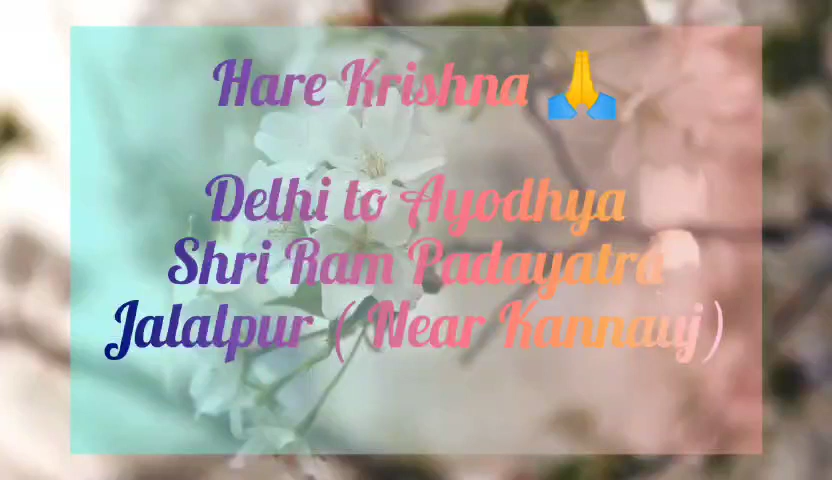 Hare Krishna 🙏
Delhi to Ayodhya
Shri Ram Padayatra
Jalalpur ( Near Kannauj)